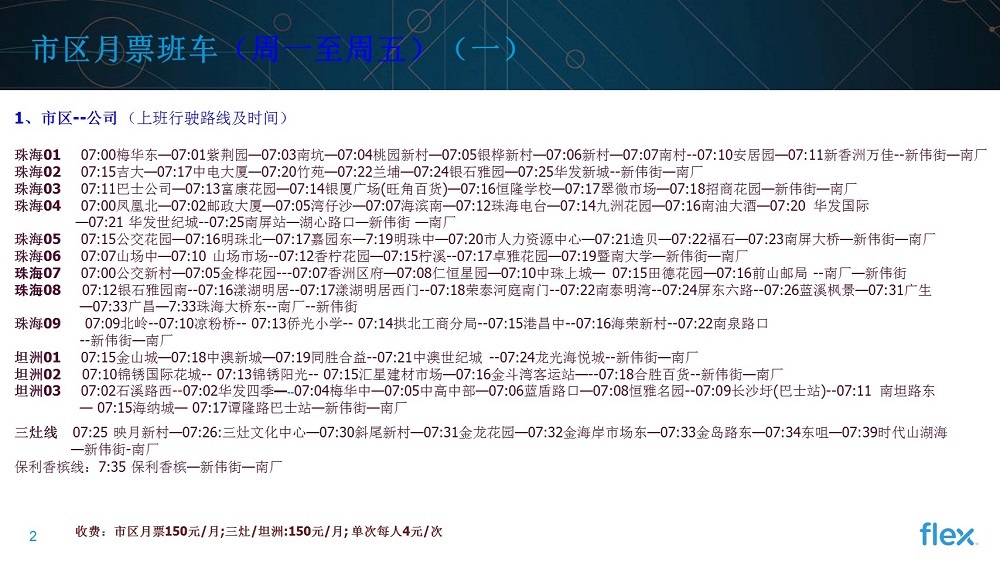 市区月票班车（周一至周五）（一）
1、市区--公司（上班行驶路线及时间）
珠海01 07:00梅华东—07:01紫荆园—07:03南坑—07:04桃园新村—07:05银桦新村—07:06新村—07:07南村--07:10安居园—07:11新香洲万佳--新伟街—南厂
珠海02 07:15吉大—07:17中电大厦—07:20竹苑—07:22兰埔—07:24银石雅园—07:25华发新城--新伟街—南厂
珠海03 07:11巴士公司—07:13富康花园—07:14银厦广场(旺角百货)—07:16恒隆学校—07:17翠微市场—07:18招商花园—新伟街—南厂
珠海04 07:00凤凰北—07:02邮政大厦—07:05湾仔沙—07:07海滨南—07:12珠海电台—07:14九洲花园—07:16南油大酒—07:20 华发国际
—07:21 华发世纪城--07:25南屏站—湖心路口—新伟街 —南厂
珠海05 07:15公交花园—07:16明珠北—07:17嘉园东—7:19明珠中—07:20市人力资源中心—07:21造贝—07:22福石—07:23南屏大桥—新伟街—南厂
珠海06 07:07山场中—07:10 山场市场--07:12香柠花园—07:15柠溪--07:17卓雅花园—07:19暨南大学—新伟街—南厂
珠海07 07:00公交新村—07:05金桦花园---07:07香洲区府—07:08仁恒星园—07:10中珠上城— 07:15田德花园—07:16前山邮局 --南厂—新伟街
珠海08 07:12银石雅园南--07:16漾湖明居--07:17漾湖明居西门--07:18荣泰河庭南门--07:22南泰明湾--07:24屏东六路--07:26蓝溪枫景—07:31广生
—07:33广昌—7:33珠海大桥东--南厂--新伟街
珠海09 07:09北岭--07:10凉粉桥-- 07:13侨光小学-- 07:14拱北工商分局--07:15港昌中--07:16海荣新村--07:22南泉路口
--新伟街—南厂
坦洲01 07:15金山城—07:18中澳新城—07:19同胜合益--07:21中澳世纪城 --07:24龙光海悦城--新伟街—南厂
坦洲02 07:10锦锈国际花城-- 07:13锦锈阳光-- 07:15汇星建材市场—07:16金斗湾客运站—--07:18合胜百货--新伟街—南厂
坦洲03 07:02石溪路西--07:02华发四季—--07:04梅华中—07:05中高中部—07:06蓝盾路口—07:08恒雅名园--07:09长沙圩(巴士站)--07:11 南坦路东
— 07:15海纳城— 07:17谭隆路巴士站—新伟街—南厂
三灶线 07:25 映月新村—07:26:三灶文化中心—07:30斜尾新村—07:31金龙花园—07:32金海岸市场东—07:33金岛路东—07:34东咀—07:39时代山湖海
—新伟街-南厂
保利香槟线：7:35 保利香槟—新伟街—南厂
收费：市区月票150元/月;三灶/坦洲:150元/月; 单次每人4元/次
2
flex